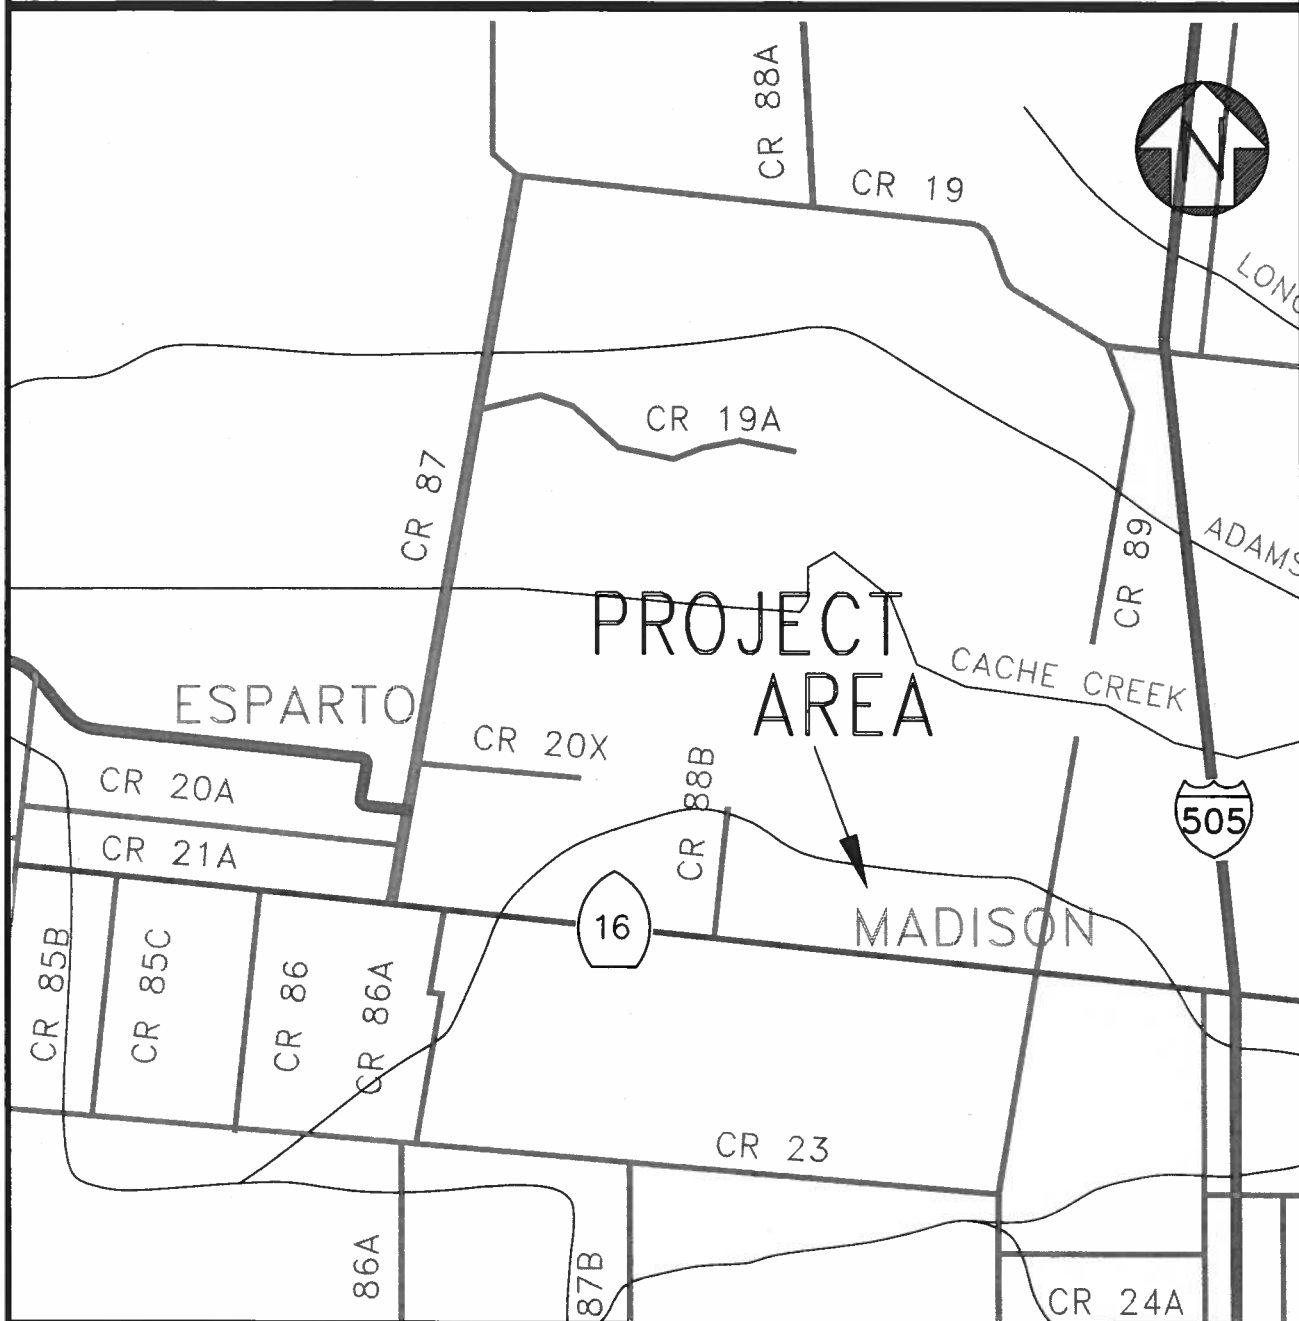 CR 88A
CR 19
N
CR 19A
CR 87
CR 89
PROJECT
AREA
CACHE CREEK
ESPARTO
CR 20X
CR 88B
CR 20A
505
CR 21A
16
MADISON
CR 85B
CR 85C
CR 86
CR 86A
CR 23
86A
87B
CR 24A
LONG
ADAMS